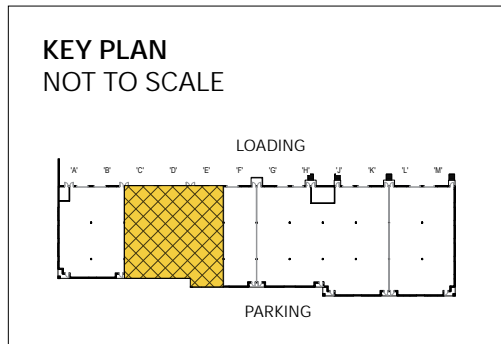 KEY PLAN
NOT TO SCALE
LOADING
'A' 'B' 'C' 'D' 'E' 'F' 'G' 'H' 'J' 'K' 'L' 'M'
PARKING